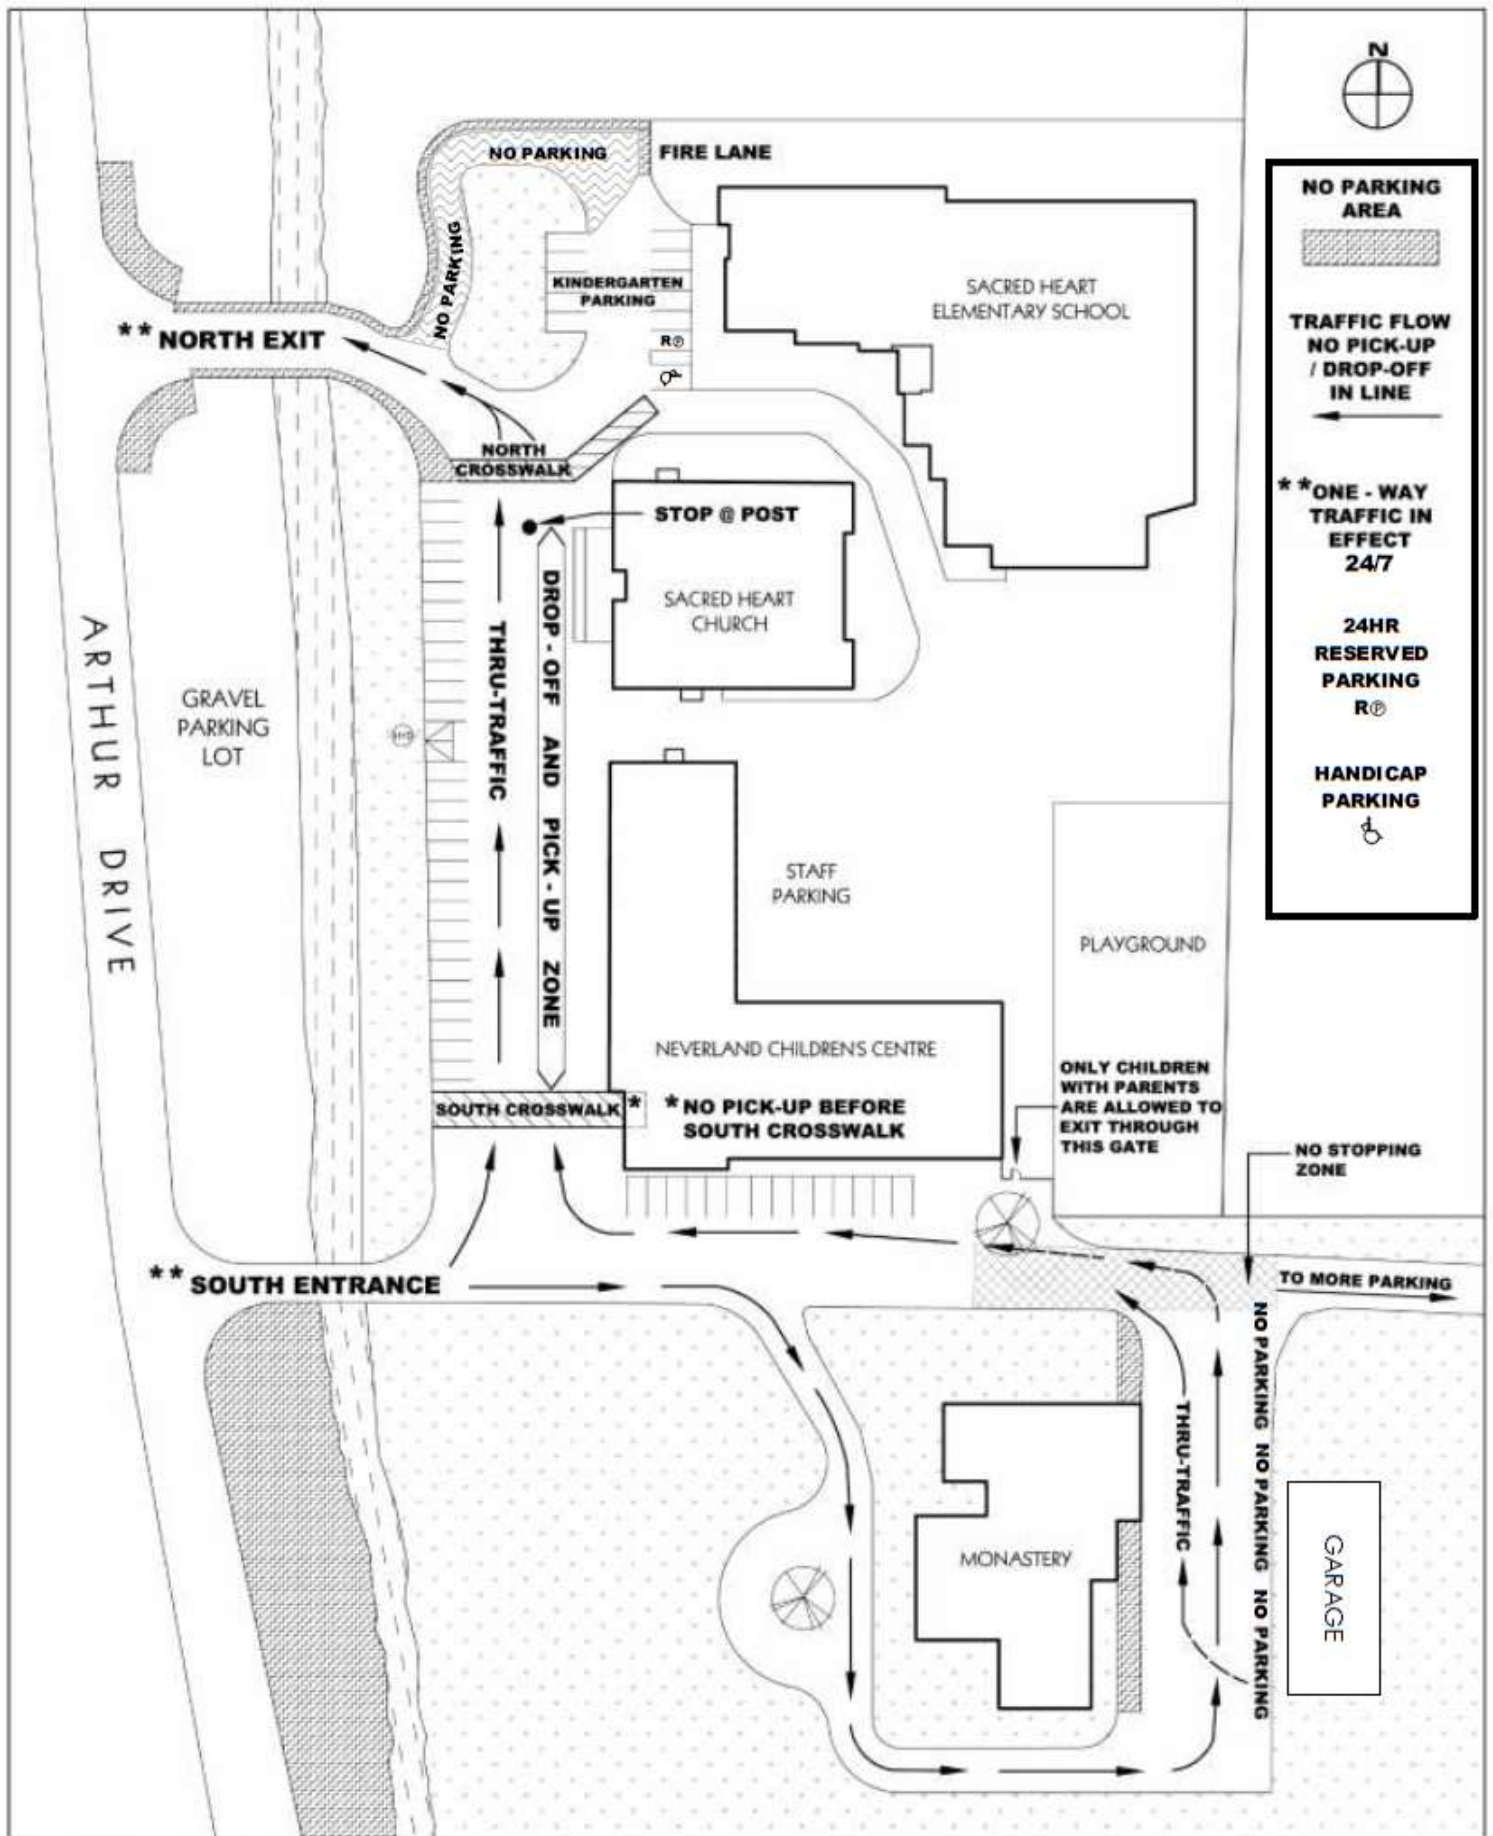 N
NO PARKING
AREA
TRAFFIC FLOW
NO PICK-UP
/ DROP-OFF
IN LINE
**ONE - WAY
TRAFFIC IN
EFFECT
24/7
24HR
RESERVED
PARKING
RⓅ
HANDICAP
PARKING
NO PARKING
FIRE LANE
NO PARKING
KINDERGARTEN
PARKING
RⓅ
SACRED HEART
ELEMENTARY SCHOOL
**NORTH EXIT
NORTH
CROSSWALK
STOP @ POST
SACRED HEART
CHURCH
ARTHUR DRIVE
GRAVEL
PARKING
LOT
THRU-TRAFFIC
DROP - OFF AND PICK - UP ZONE
STAFF
PARKING
PLAYGROUND
NEVERLAND CHILDREN'S CENTRE
SOUTH CROSSWALK *
*NO PICK-UP BEFORE
SOUTH CROSSWALK
ONLY CHILDREN
WITH PARENTS
ARE ALLOWED TO
EXIT THROUGH
THIS GATE
NO STOPPING
ZONE
**SOUTH ENTRANCE
TO MORE PARKING
NO PARKING NO PARKING NO PARKING
THRU-TRAFFIC
MONASTERY
GARAGE